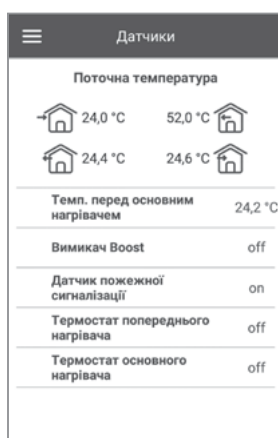 Датчики
Поточна температура
24,0 °C 52,0 °C
24,4 °C 24,6 °C
Темп. перед основним
нагрівачем 24,2 °C
Вимикач Boost off
Датчик пожежної
сигналізації on
Термостат попереднього
нагрівача off
Термостат основного
нагрівача off